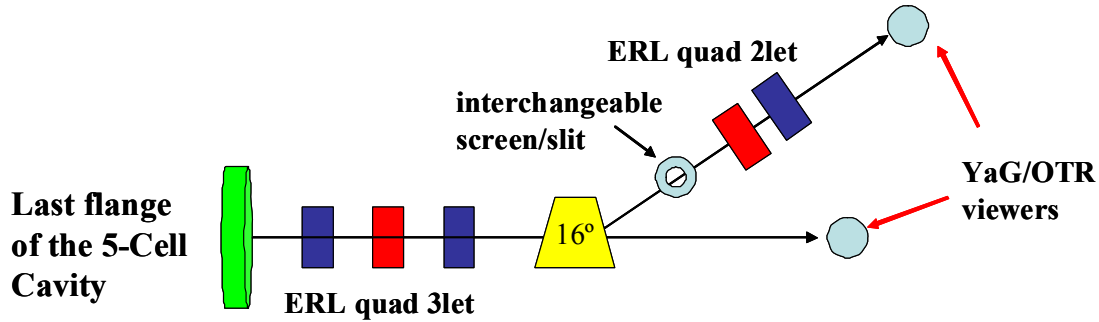 ERL quad 2let
interchangeable
screen/slit
YaG/OTR
viewers
Last flange
of the 5-Cell
Cavity
16º
ERL quad 3let